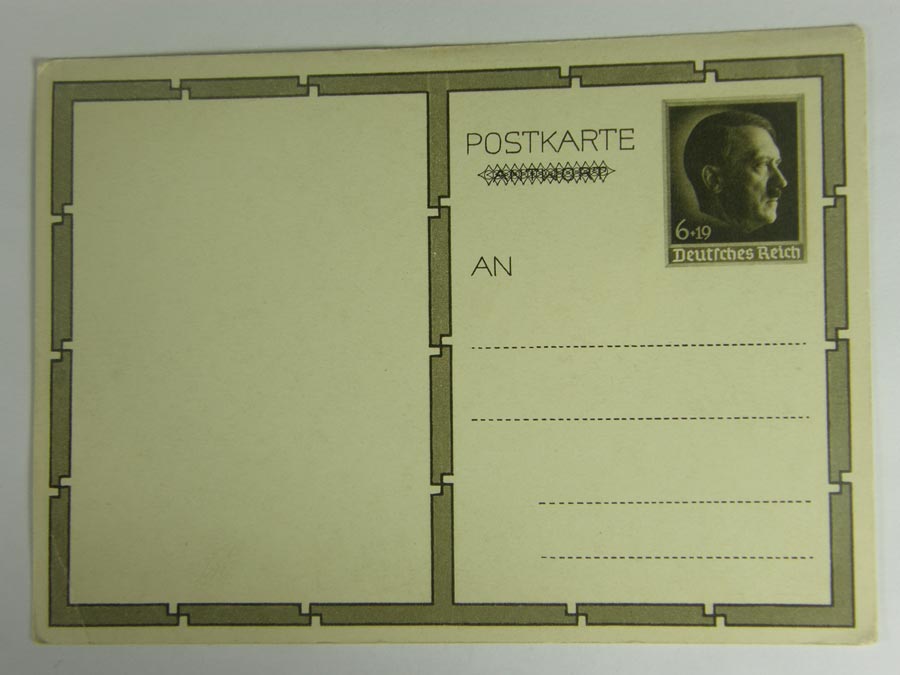 POSTKARTE
ANTWORT
AN
6+19
Deutſches Reich